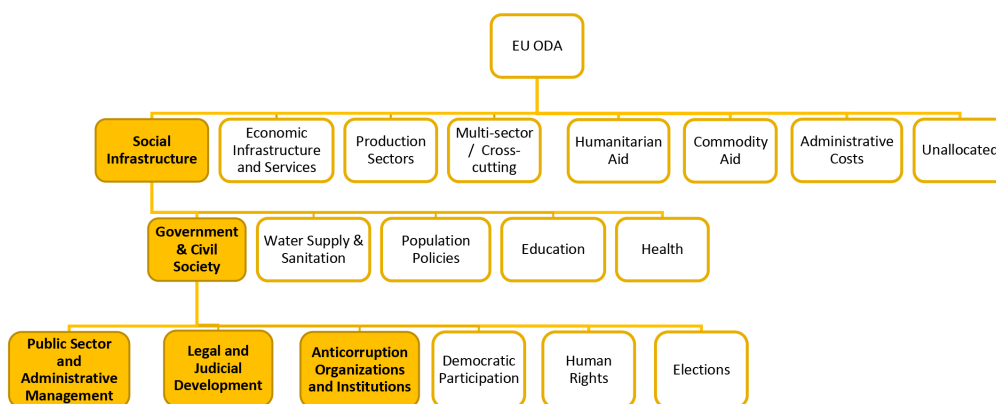 EU ODA
Social
Infrastructure
Economic
Infrastructure
and Services
Production
Sectors
Multi-sector
/ Cross-
cutting
Humanitarian
Aid
Commodity
Aid
Administrative
Costs
Unallocated
Government
& Civil
Society
Water Supply &
Sanitation
Population
Policies
Education
Health
Public Sector
and
Administrative
Management
Legal and
Judicial
Development
Anticorruption
Organizations
and Institutions
Democratic
Participation
Human
Rights
Elections